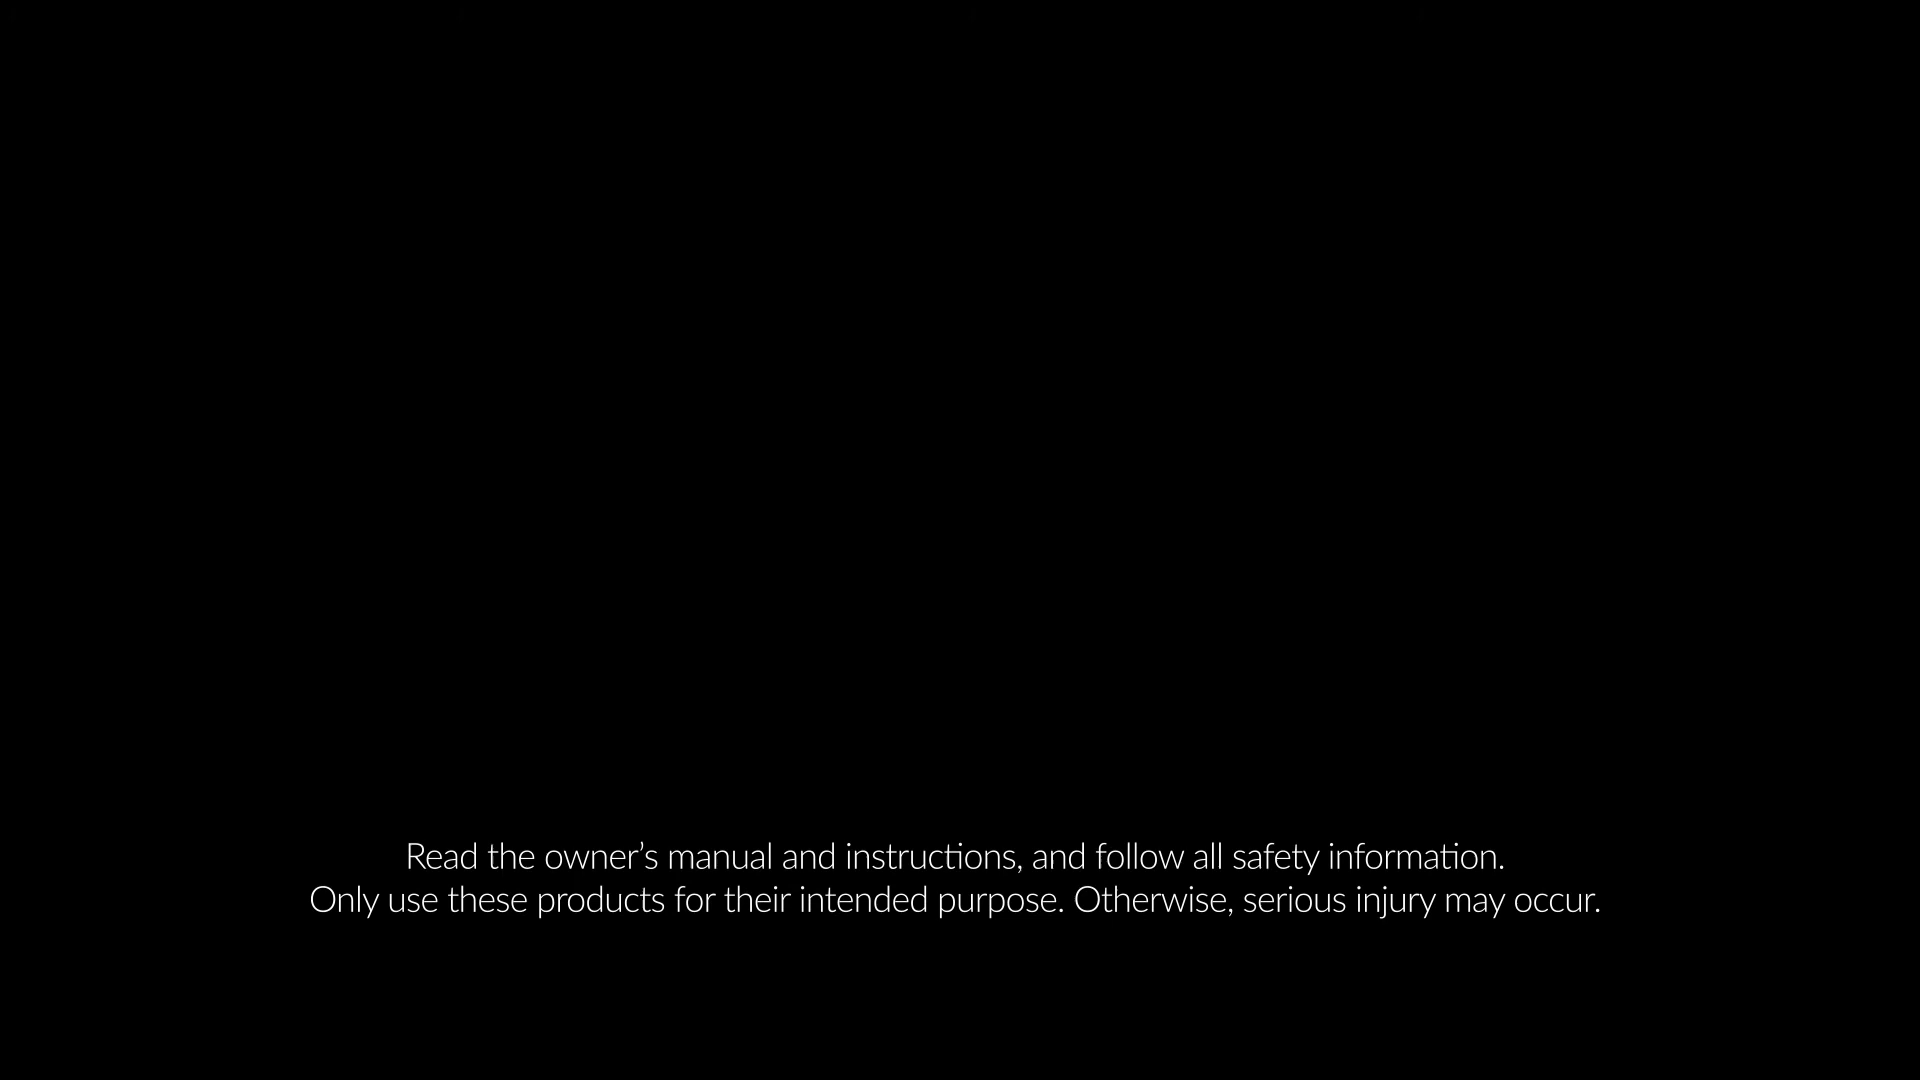 Read the owner’s manual and instructions, and follow all safety information.
Only use these products for their intended purpose. Otherwise, serious injury may occur.